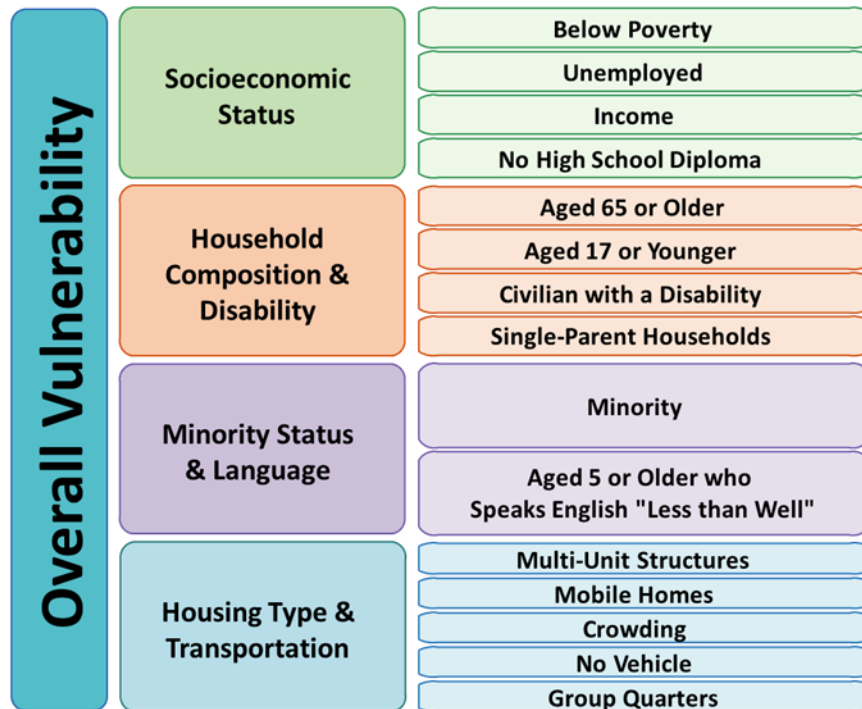 Overall Vulnerability
Socioeconomic
Status
Below Poverty
Unemployed
Income
No High School Diploma
Household
Composition &
Disability
Aged 65 or Older
Aged 17 or Younger
Civilian with a Disability
Single-Parent Households
Minority Status
& Language
Minority
Aged 5 or Older who
Speaks English "Less than Well"
Housing Type &
Transportation
Multi-Unit Structures
Mobile Homes
Crowding
No Vehicle
Group Quarters